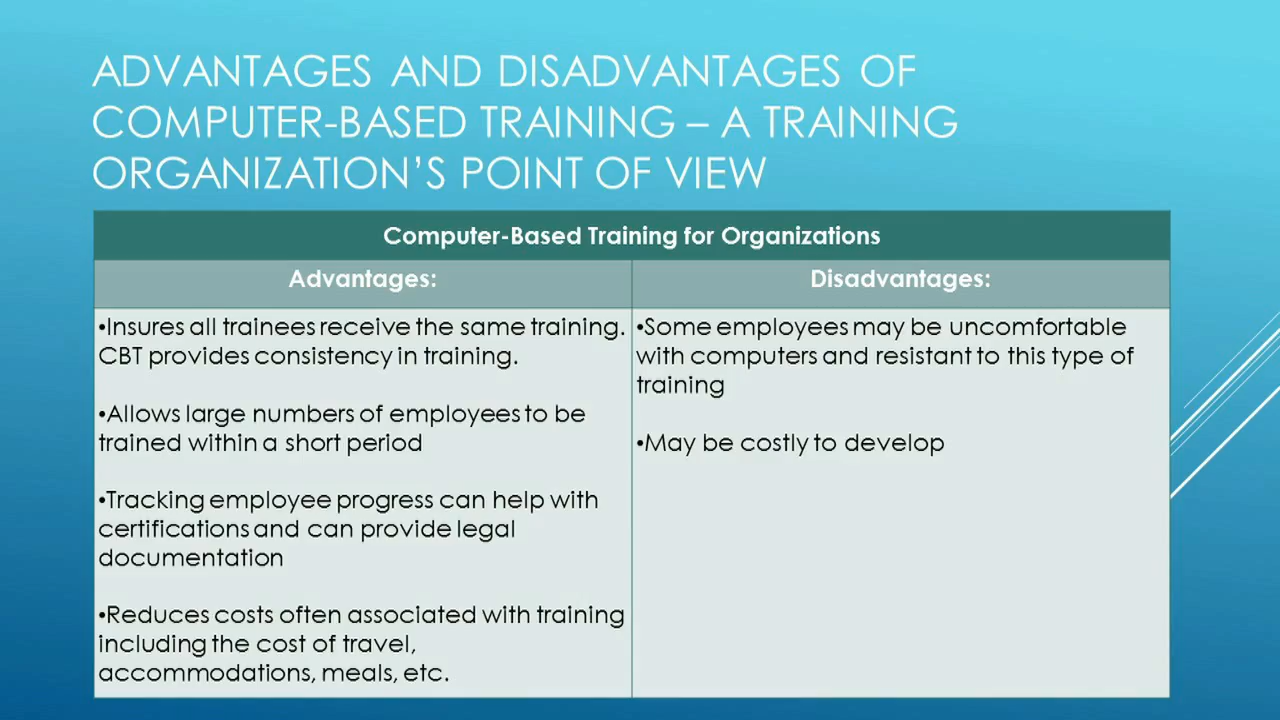 ADVANTAGES AND DISADVANTAGES OF
COMPUTER-BASED TRAINING – A TRAINING
ORGANIZATION’S POINT OF VIEW
Computer-Based Training for Organizations
Advantages:
Disadvantages:
•Insures all trainees receive the same training.
CBT provides consistency in training.
•Allows large numbers of employees to be
trained within a short period
•Tracking employee progress can help with
certifications and can provide legal
documentation
•Reduces costs often associated with training
including the cost of travel,
accommodations, meals, etc.
•Some employees may be uncomfortable
with computers and resistant to this type of
training
•May be costly to develop